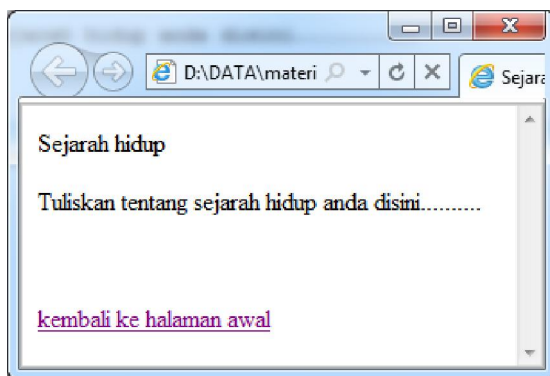 D:\DATA\materi
Sejara
Sejarah hidup
Tuliskan tentang sejarah hidup anda disini..........
kembali ke halaman awal